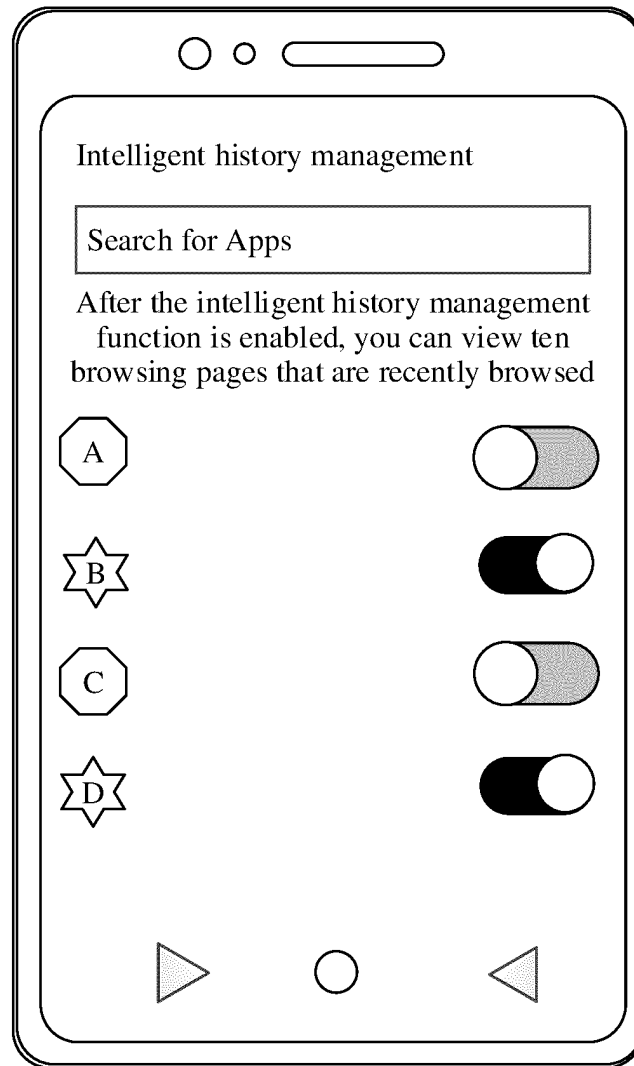 Intelligent history management
Search for Apps
After the intelligent history management
function is enabled, you can view ten
browsing pages that are recently browsed
A
B
C
D